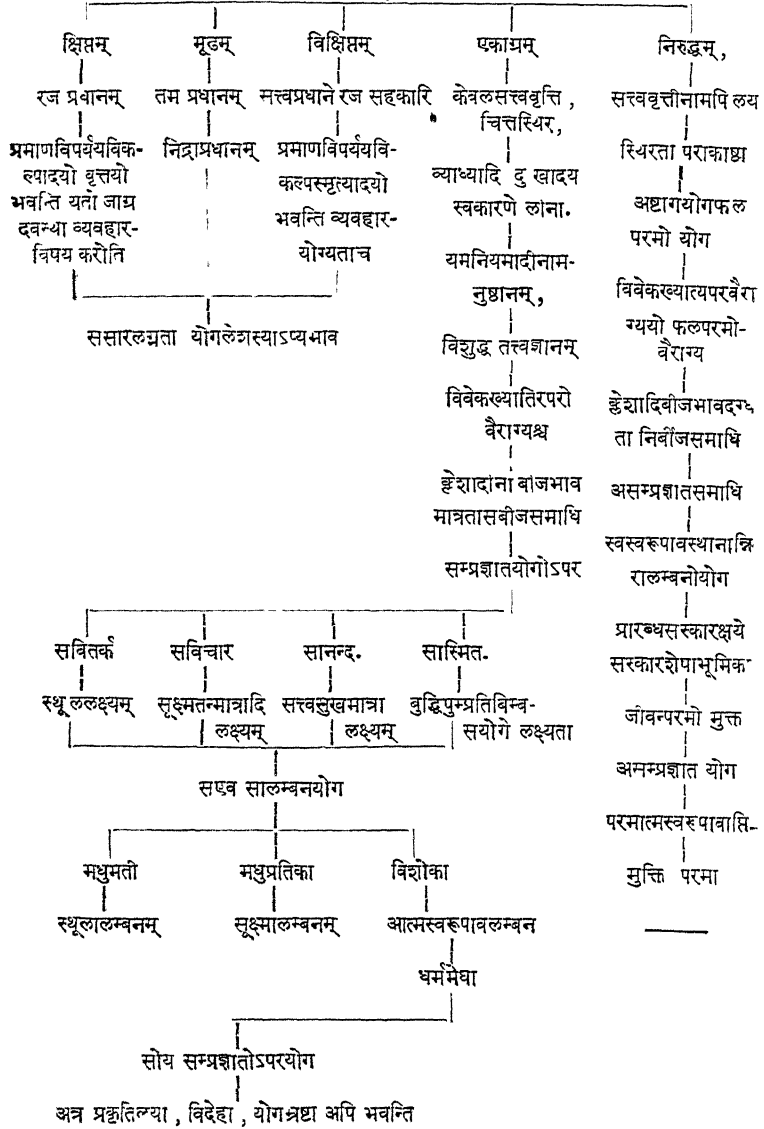 क्षिप्तम्
मूढम्
विक्षिप्तम्
एकाग्रम्
निरुद्धम्,
रज प्रधानम्
तम प्रधानम्
सत्त्वप्रधाने रज सहकारि
केवलसत्त्ववृत्ति,
चित्तस्थिर,
सत्त्ववृत्तीनामपि लय
प्रमाणविपर्ययविक-
ल्पादयो वृत्तयो
भवन्ति यतो जाग्र
दवस्था व्यवहार-
विषय करोति
निद्राप्रधानम्
प्रमाणविपर्ययवि-
कल्पस्मृत्यादयो
भवन्ति व्यवहार-
योग्यताच
ससारलग्नता योगलेशस्याऽप्यभाव
व्याध्यादि दु खादय
स्वकारणे लीना.
यमनियमादीनाम-
नुष्ठानम्,
विशुद्ध तत्त्वज्ञानम्
विवेकख्यातिरपरो
वैराग्यश्च
क्लेशादीना बीजभाव
मात्रतासबीजसमाधि
सम्प्रज्ञातयोगोऽपर
स्थिरता पराकाष्ठा
अष्टागयोगफल
परमो योग
विवेकख्यात्यपरवैरा
ग्ययो फलपरमो-
वैराग्य
क्लेशादिबीजभावदग्ध
ता निर्बीजसमाधि
असम्प्रज्ञातसमाधि
स्वस्वरूपावस्थानान्नि
रालम्बनोयोग
प्रारब्धसस्कारक्षये
सस्कारशेषाभूमिक
जीवन्परमो मुक्त
असम्प्रज्ञात योग
परमात्मस्वरूपावाप्ति-
मुक्ति परमा
सवितर्क
सविचार
सानन्द.
सास्मित.
स्थूललक्ष्यम्
सूक्ष्मतन्मात्रादि
लक्ष्यम्
सत्त्वसुखमात्रा
लक्ष्यम्
बुद्धिपुम्प्रतिबिम्ब-
सयोगे लक्ष्यता
सएव सालम्बनयोग
मधुमती
मधुप्रतिका
विशोका
स्थूलालम्बनम्
सूक्ष्मालम्बनम्
आत्मस्वरूपावलम्बन
धर्ममेघा
सोय सम्प्रज्ञातोऽपरयोग
अत्र प्रकृतिलया, विदेहा, योगभ्रष्टा अपि भवन्ति